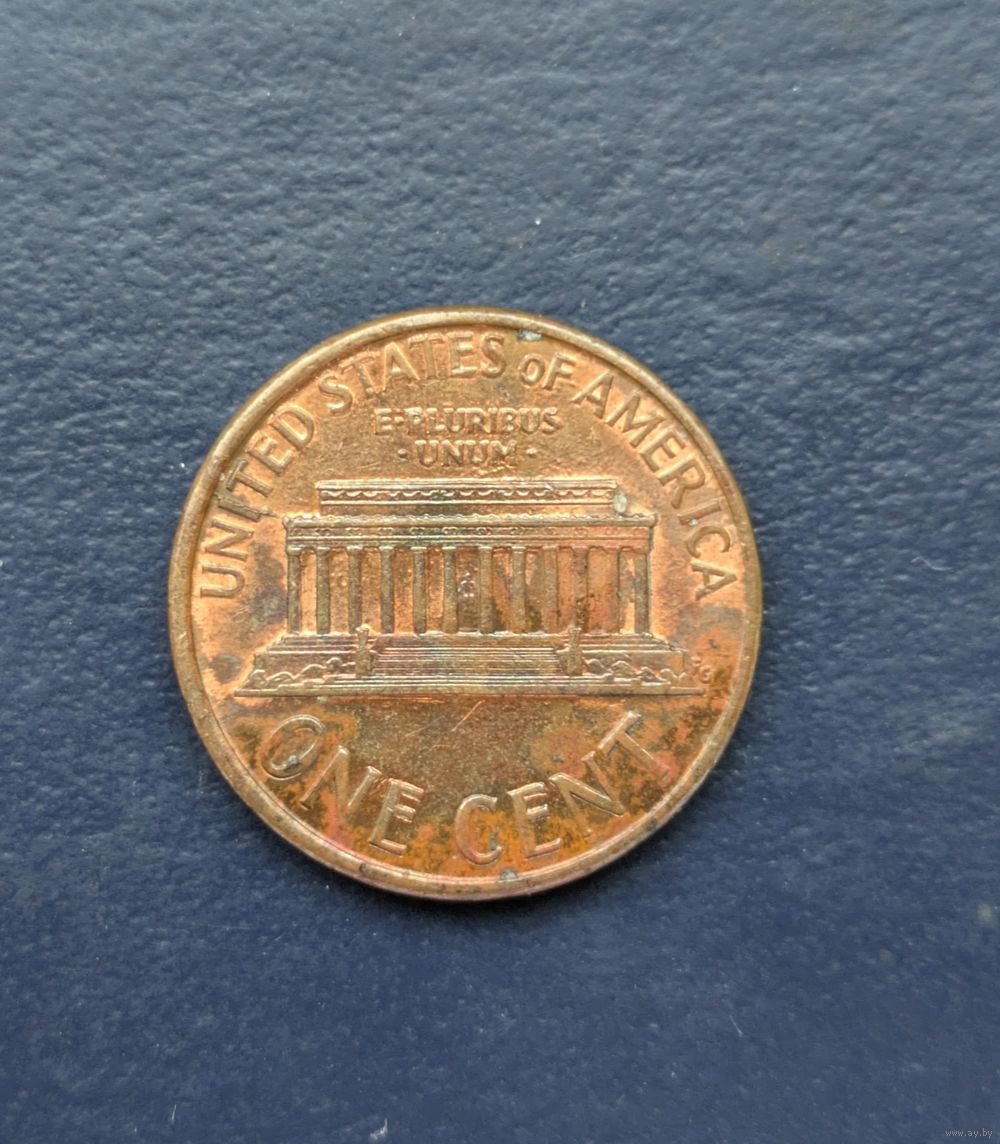 UNITED STATES OF AMERICA
E·PLURIBUS
·UNUM·
FG
ONE CENT
www.ay.by